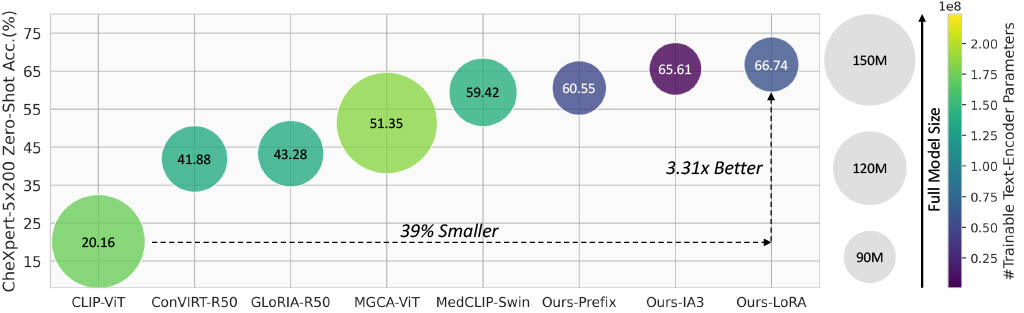 CheXpert-5x200 Zero-Shot Acc.(%)
75
65
55
45
35
25
15
20.16
41.88
43.28
51.35
59.42
60.55
65.61
66.74
3.31x Better
39% Smaller
CLIP-ViT
ConVIRT-R50
GLoRIA-R50
MGCA-ViT
MedCLIP-Swin
Ours-Prefix
Ours-IA3
Ours-LoRA
150M
120M
90M
Full Model Size
1e8
2.00
1.75
1.50
1.25
1.00
0.75
0.50
0.25
#Trainable Text-Encoder Parameters